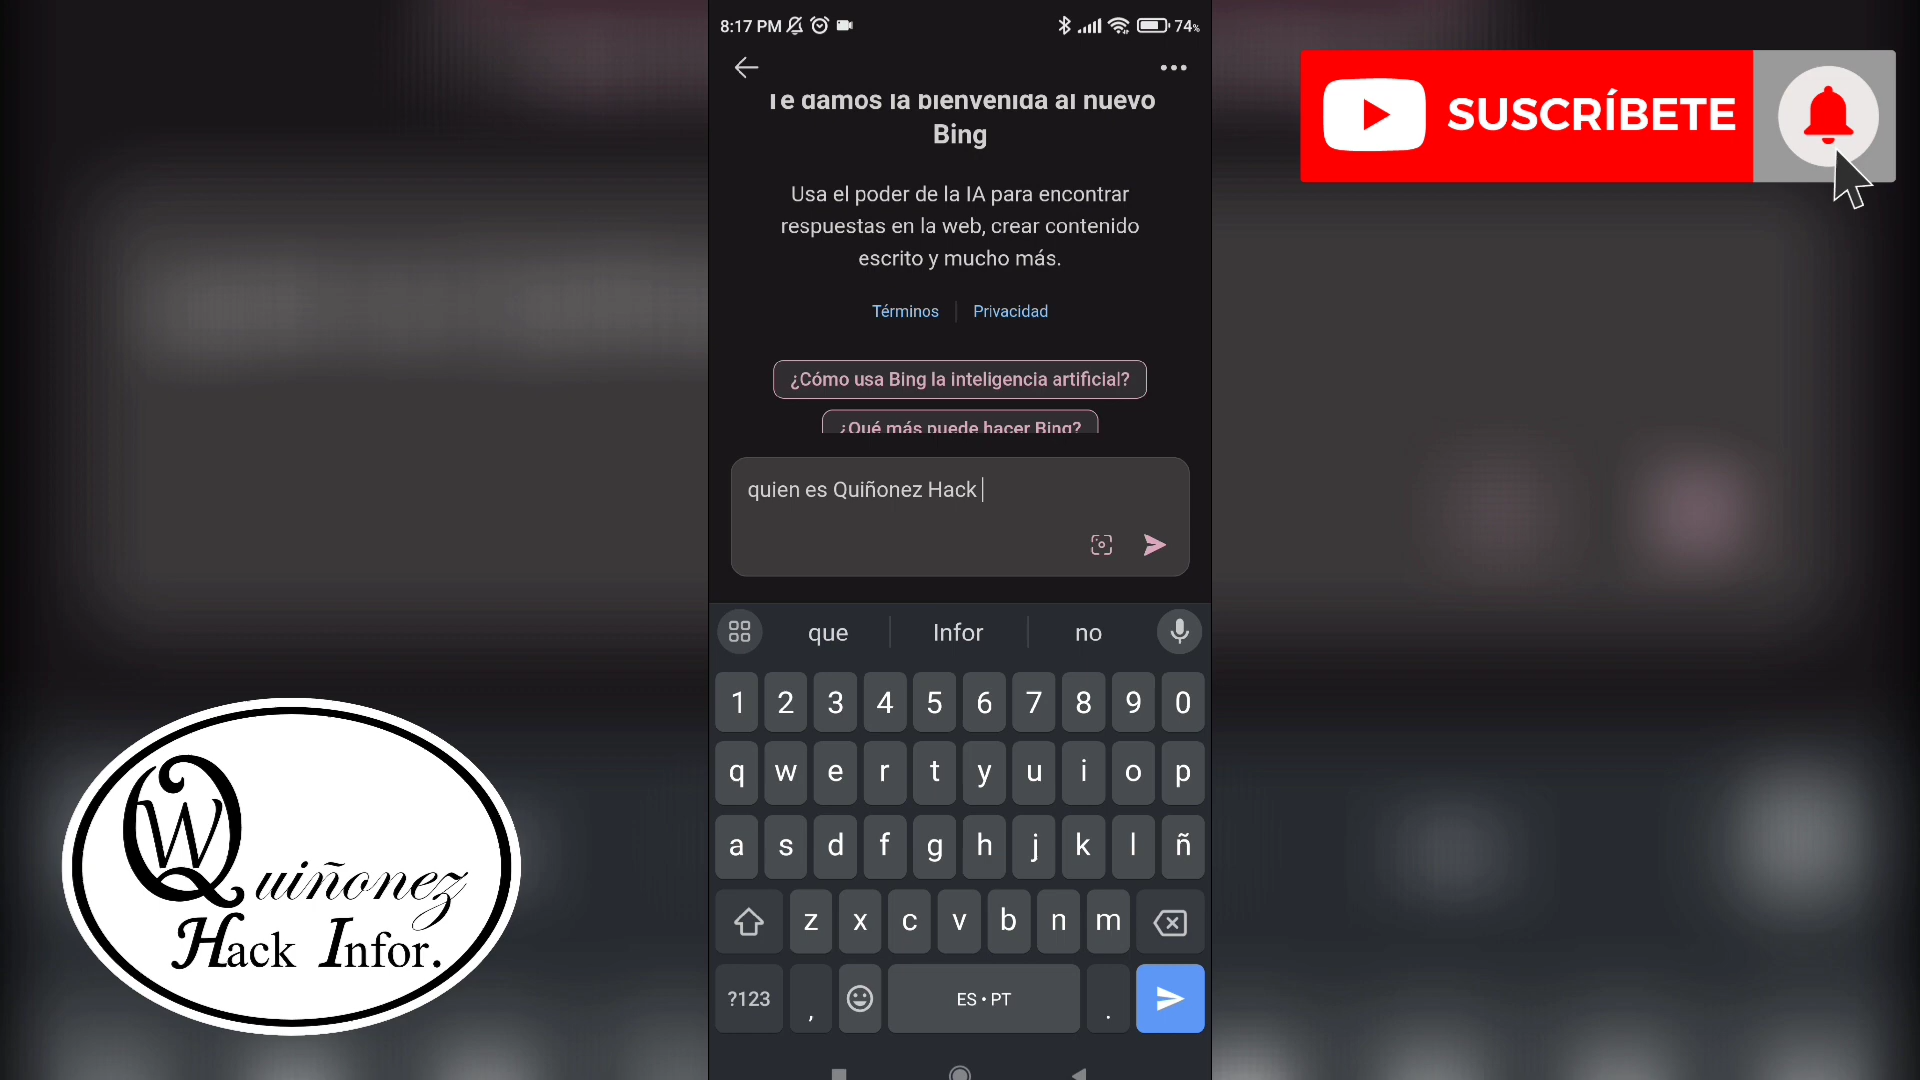 8:17 PM
74%
Te damos la bienvenida al nuevo
Bing
Usa el poder de la IA para encontrar
respuestas en la web, crear contenido
escrito y mucho más.
Términos
Privacidad
¿Cómo usa Bing la inteligencia artificial?
¿Qué más puede hacer Bing?
quien es Quiñonez Hack
que
Infor
no
1 2 3 4 5 6 7 8 9 0
q w e r t y u i o p
a s d f g h j k l ñ
z x c v b n m
?123 , ES • PT .
SUSCRÍBETE
QW
Quiñonez
Hack Infor.